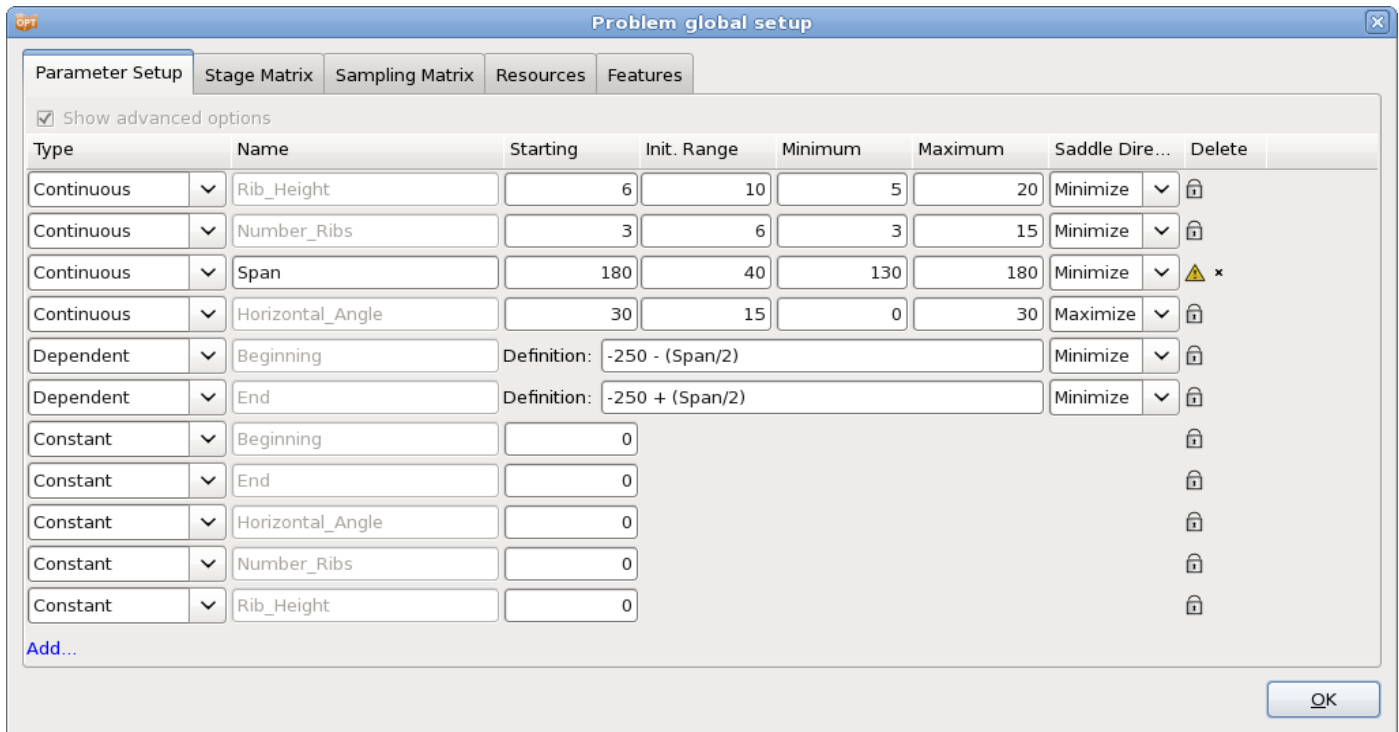 OPT Problem global setup
Parameter Setup Stage Matrix Sampling Matrix Resources Features
Show advanced options
Type Name Starting Init. Range Minimum Maximum Saddle Dire... Delete
Continuous Rib_Height 6 10 5 20 Minimize
Continuous Number_Ribs 3 6 3 15 Minimize
Continuous Span 180 40 130 180 Minimize
Continuous Horizontal_Angle 30 15 0 30 Maximize
Dependent Beginning Definition: -250 - (Span/2) Minimize
Dependent End Definition: -250 + (Span/2) Minimize
Constant Beginning 0
Constant End 0
Constant Horizontal_Angle 0
Constant Number_Ribs 0
Constant Rib_Height 0
Add...
OK